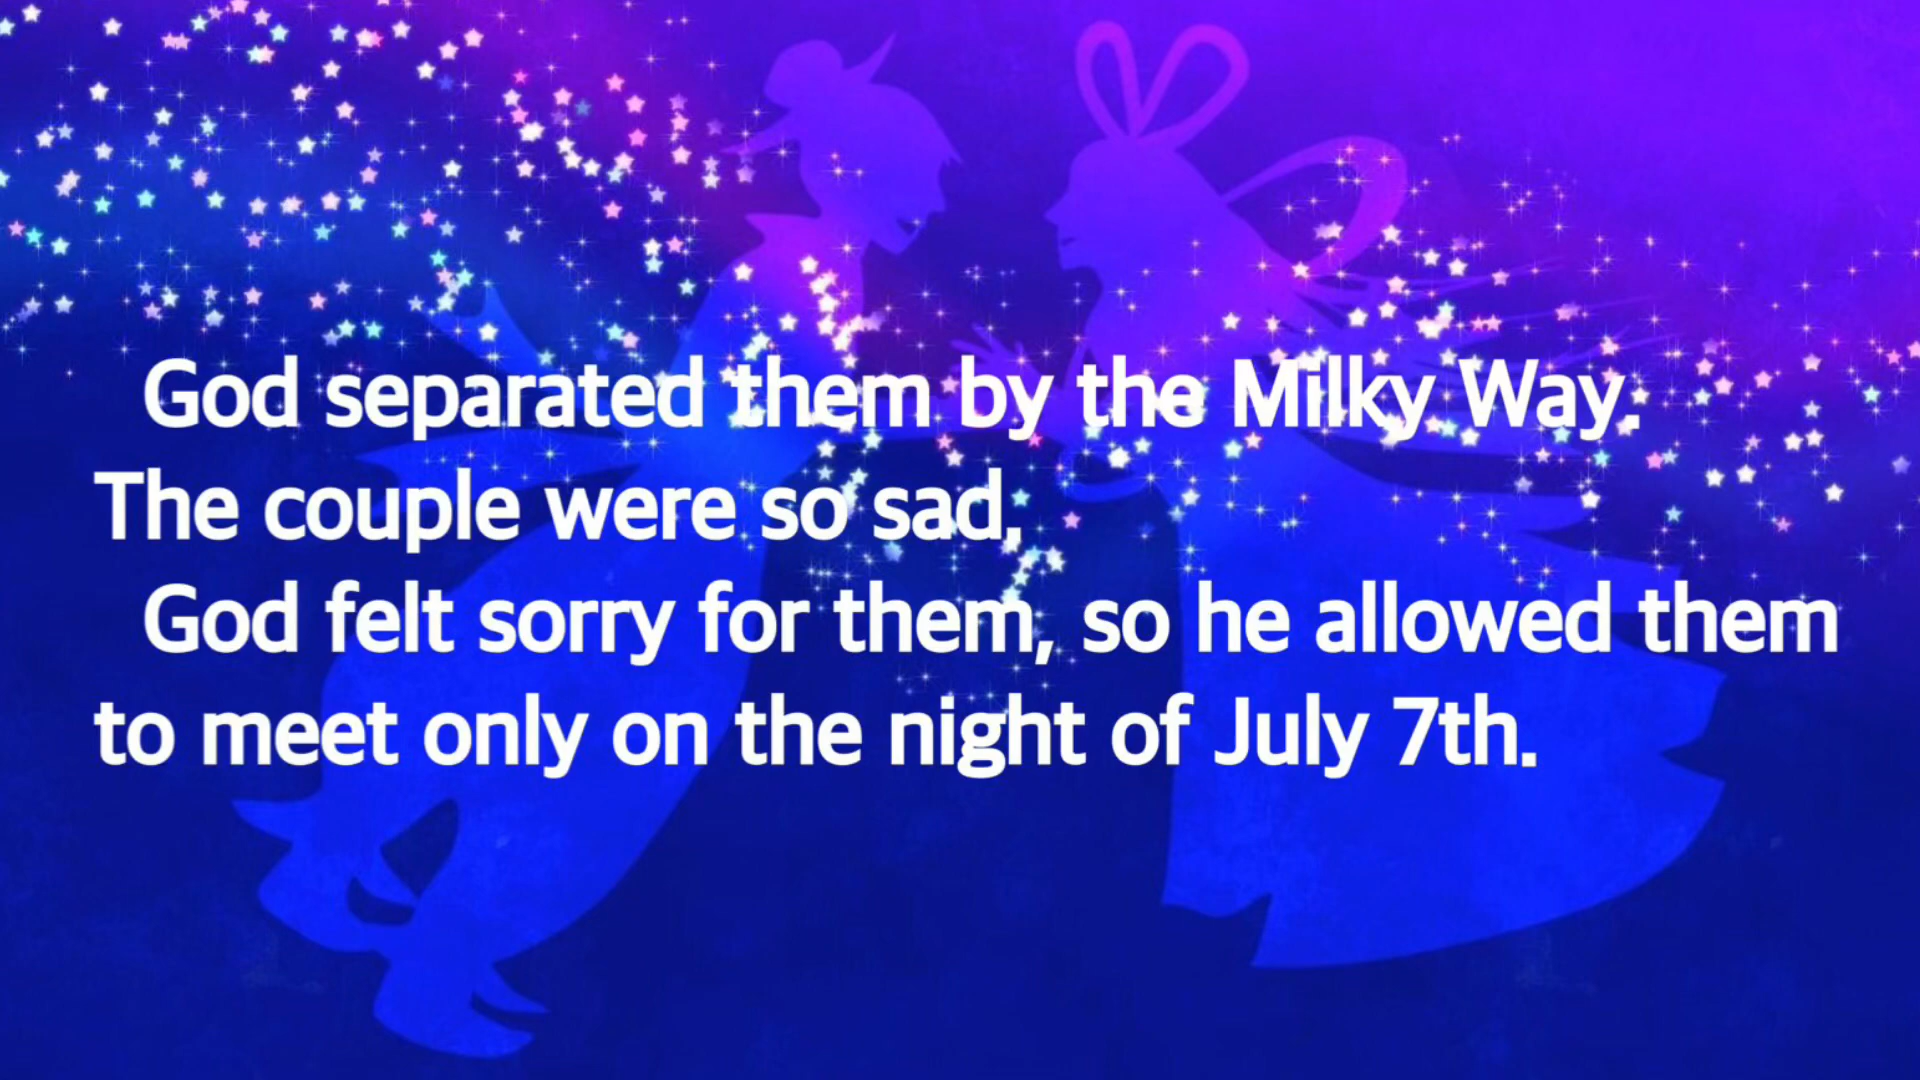 God separated them by the Milky Way.
The couple were so sad,
God felt sorry for them, so he allowed them
to meet only on the night of July 7th.